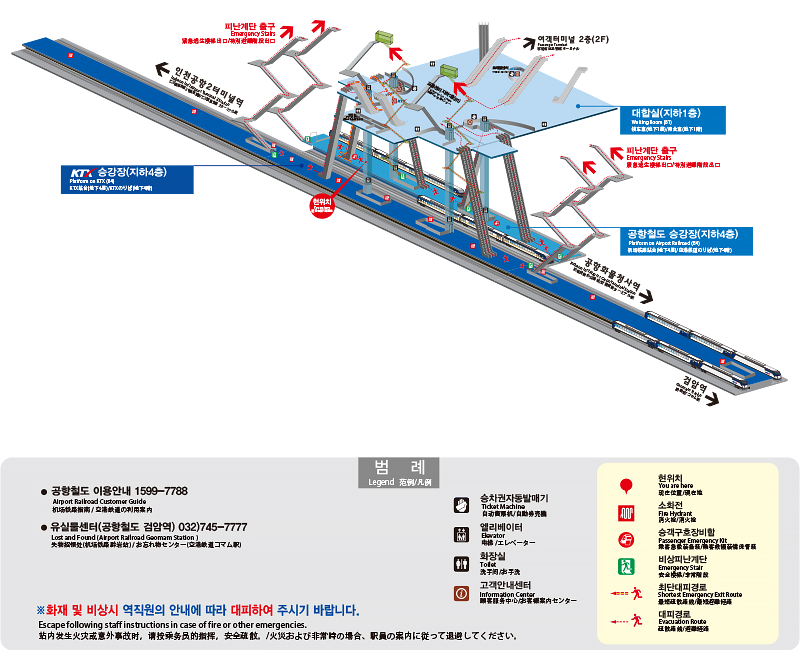 피난계단 출구
Emergency Stairs
여객터미널 2층(2F)
Passenger Terminal
인천공항2터미널역
대합실(지하1층)
Waiting Room (B1)
피난계단 출구
Emergency Stairs
KTX 승강장(지하4층)
Platform on KTX (B4)
현위치
공항철도 승강장(지하4층)
Platform on Airport Railroad (B4)
공항화물청사역
검암역
범 례
Legend 范例/凡例
● 공항철도 이용안내 1599-7788
Airport Railroad Customer Guide
机场铁路指南 / 空港鉄道の利用案内
● 유실물센터(공항철도 검암역) 032)745-7777
Lost and Found (Airport Railroad Geomam Station )
失物招领处(机场铁路黔岩站) / お忘れ物センター(空港鉄道コマム駅)
※화재 및 비상시 역직원의 안내에 따라 대피하여 주시기 바랍니다.
Escape following staff instructions in case of fire or other emergencies.
站内发生火灾或意外事故时，请按乘务员的指挥，安全疏散。/火災および非常時の場合、駅員の案内に従って退避してください。
승차권자동발매기
Ticket Machine
自动售票机/自動券売機
엘리베이터
Elevator
电梯/エレベーター
화장실
Toilet
洗手间/お手洗
고객안내센터
Information Center
顾客服务中心/お客様案内センター
현위치
You are here
现在位置/現在地
소화전
Fire Hydrant
消火栓/消火栓
승객구호장비함
Passenger Emergency Kit
비상피난계단
Emergency Stair
安全楼梯/非常階段
최단대피경로
Shortest Emergency Exit Route
대피경로
Evacuation Route
疏散路线/避難経路